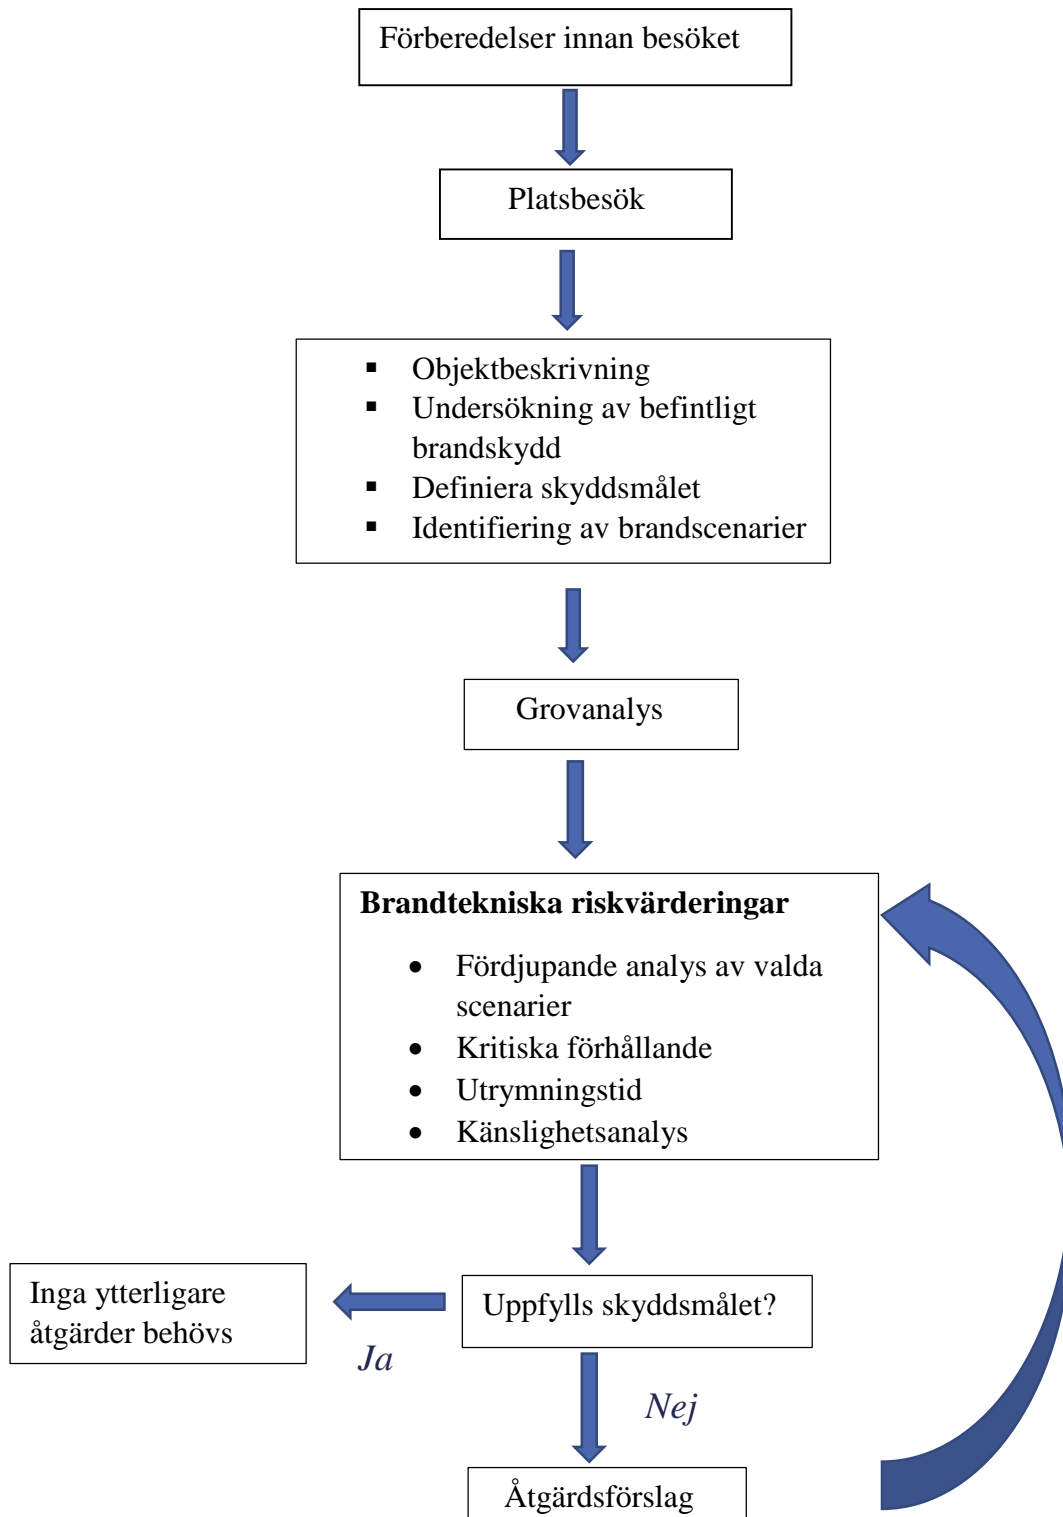 Förberedelser innan besöket
Platsbesök
▪ Objektbeskrivning
▪ Undersökning av befintligt
brandskydd
▪ Definiera skyddsmålet
▪ Identifiering av brandscenarier
Grovanalys
Brandtekniska riskvärderingar
• Fördjupande analys av valda
scenarier
• Kritiska förhållande
• Utrymningstid
• Känslighetsanalys
Uppfylls skyddsmålet?
Inga ytterligare
åtgärder behövs
Ja
Nej
Åtgärdsförslag